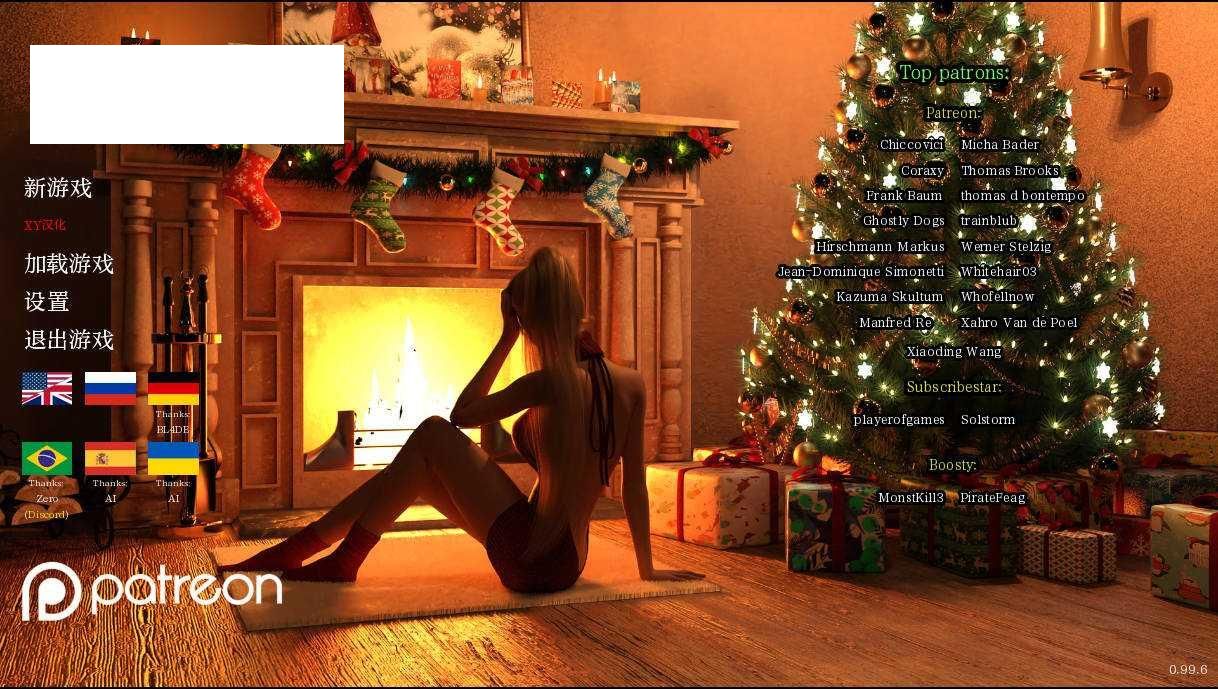 新游戏
XY汉化
加载游戏
设置
退出游戏
Thanks:
BL4DE
Thanks:
Zero
(Discord)
Thanks:
AI
Thanks:
AI
patreon
Top patrons:
Patreon:
Chiccovici Micha Bader
Coraxy Thomas Brooks
Frank Baum thomas d bontempo
Ghostly Dogs trainblub
Hirschmann Markus Werner Stelzig
Jean-Dominique Simonetti Whitehair03
Kazuma Skultum Whofellnow
Manfred Re Xahro Van de Poel
Xiaoding Wang
Subscribestar:
playerofgames Solstorm
Boosty:
MonstKill3 PirateFeag
0.99.6